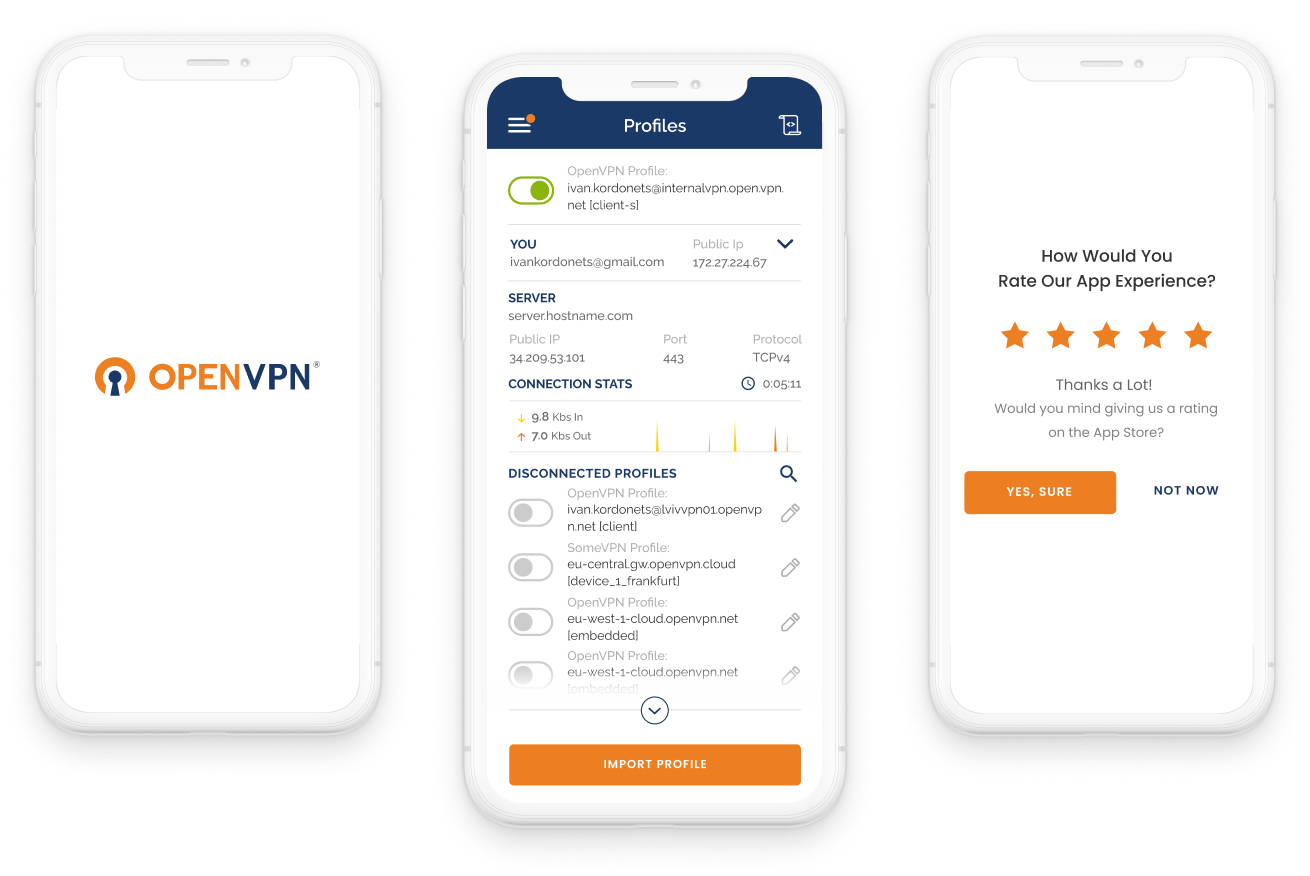 OPENVPN®
Profiles
OpenVPN Profile:
ivan.kordonets@internalvpn.open.vpn.
net [client-s]
YOU
Public Ip
ivankordonets@gmail.com
172.27.224.67
SERVER
server.hostname.com
Public IP
Port
Protocol
34.209.53.101
443
TCPv4
CONNECTION STATS
0:05:11
9.8 Kbs In
7.0 Kbs Out
DISCONNECTED PROFILES
OpenVPN Profile:
ivan.kordonets@lvivvpn01.openvp
n.net [client]
SomeVPN Profile:
eu-central.gw.openvpn.cloud
[device_1_frankfurt]
OpenVPN Profile:
eu-west-1-cloud.openvpn.net
[embedded]
OpenVPN Profile:
eu-west-1-cloud.openvpn.net
[embedded]
IMPORT PROFILE
How Would You
Rate Our App Experience?
Thanks a Lot!
Would you mind giving us a rating
on the App Store?
YES, SURE
NOT NOW